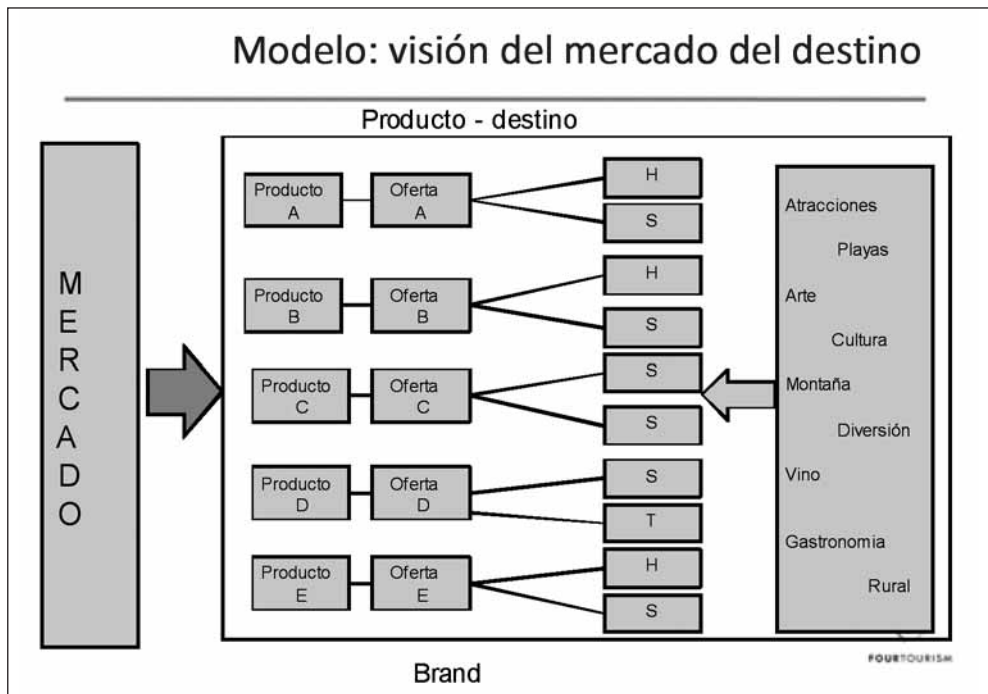 Modelo: visión del mercado del destino
Producto - destino
MERCADO
Producto
A
Oferta
A
H
S
Producto
B
Oferta
B
H
S
Producto
C
Oferta
C
S
S
Producto
D
Oferta
D
S
T
Producto
E
Oferta
E
H
S
Atracciones
Playas
Arte
Cultura
Montaña
Diversión
Vino
Gastronomia
Rural
FOURTOURISM
Brand